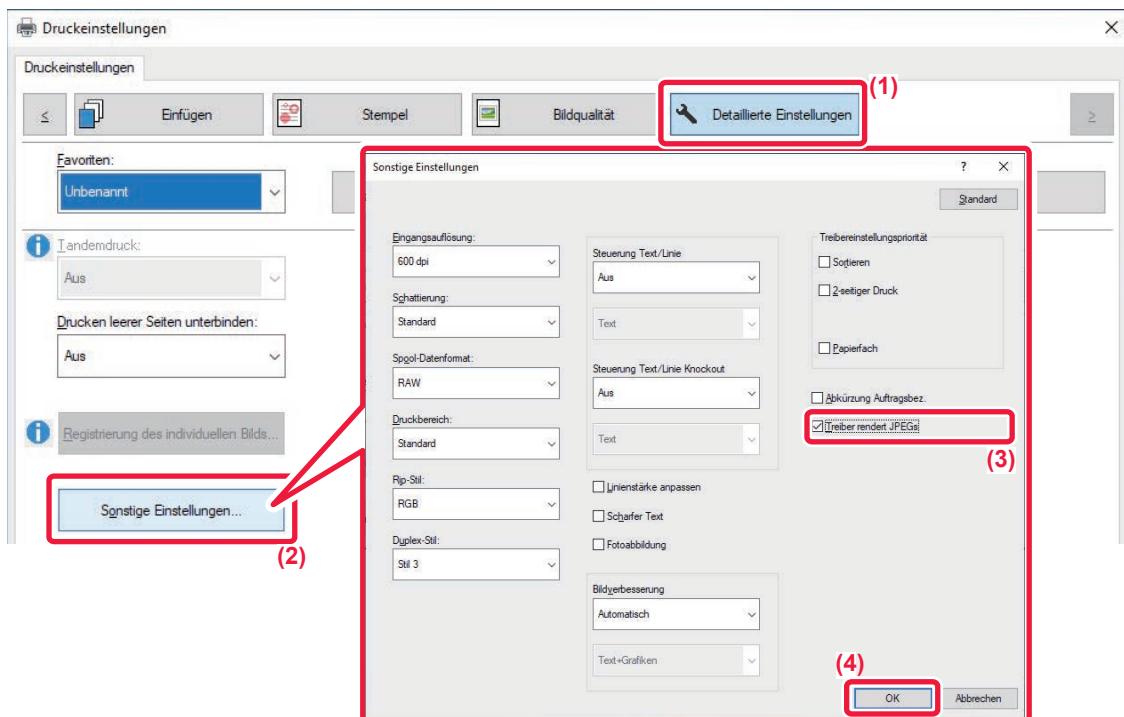 Druckeinstellungen
Druckeinstellungen
(1)
≤
Einfügen
Stempel
Bildqualität
Detaillierte Einstellungen
≥
Favoriten:
Unbenannt
Tandemdruck:
Aus
Drucken leerer Seiten unterbinden:
Aus
Registrierung des individuellen Bilds...
Sonstige Einstellungen...
(2)
Sonstige Einstellungen
?
Standard
Eingangsauflösung:
600 dpi
Schattierung:
Standard
Spool-Datenformat:
RAW
Druckbereich:
Standard
Rip-Stil:
RGB
Duplex-Stil:
Stil 3
Steuerung Text/Linie
Aus
Text
Steuerung Text/Linie Knockout
Aus
Text
Linienstärke anpassen
Scharfer Text
Fotoabbildung
Bildverbesserung
Automatisch
Text+Grafiken
Treibereinstellungspriorität
Sortieren
2-seitiger Druck
Papierfach
Abkürzung Auftragsbez.
Treiber rendert JPEGs
(3)
(4)
OK
Abbrechen